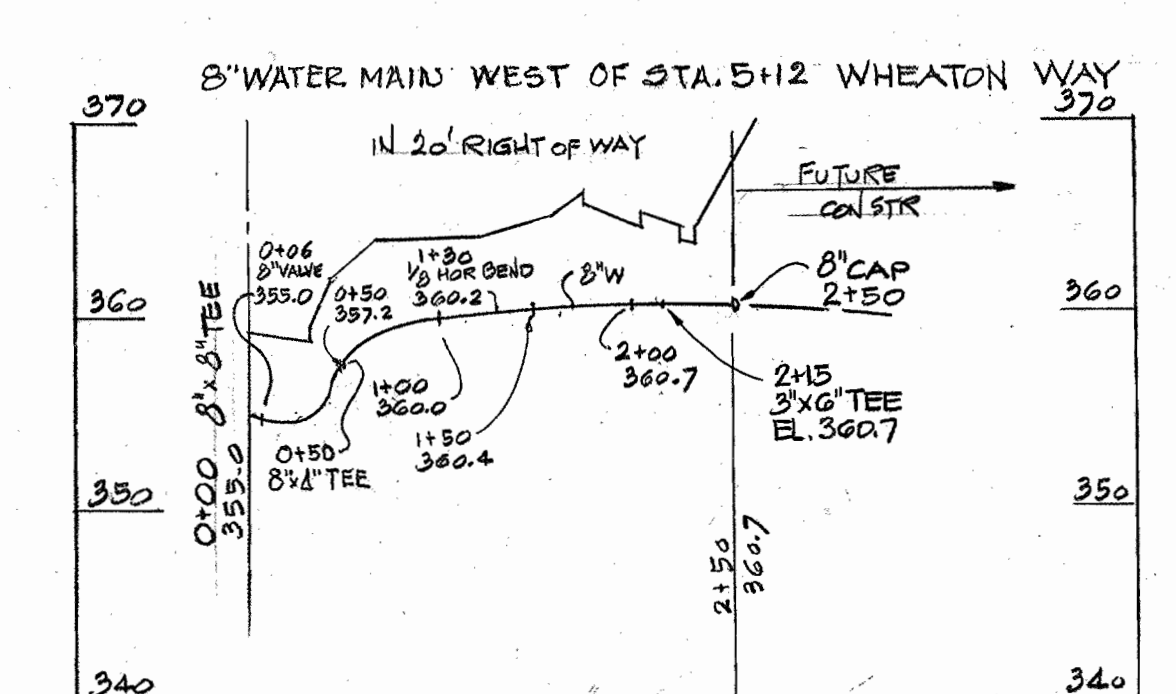 8"WATER MAIN WEST OF STA. 5+12 WHEATON WAY
370
370
IN 20' RIGHT OF WAY
FUTURE
CONSTR
0+06
8"VALVE
355.0
0+50
357.2
1+30
1/8 HOR BEND
360.2
8"W
8"CAP
2+50
360
360
0+00 8"x8"TEE
355.0
2+00
360.7
1+00
360.0
2+15
3"x6"TEE
EL. 360.7
1+50
360.4
0+50
8"x4"TEE
350
350
2+50
360.7
340
340